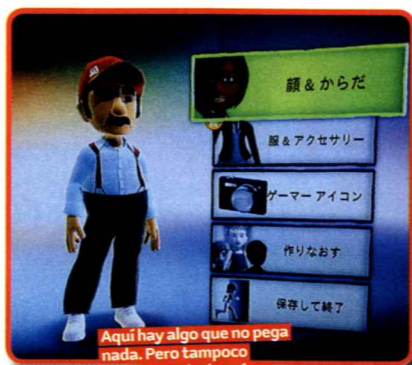 顔 & からだ
服 & アクセサリー
ゲーマー アイコン
作りなおす
保存して終了
Aquí hay algo que no pega
nada. Pero tampoco